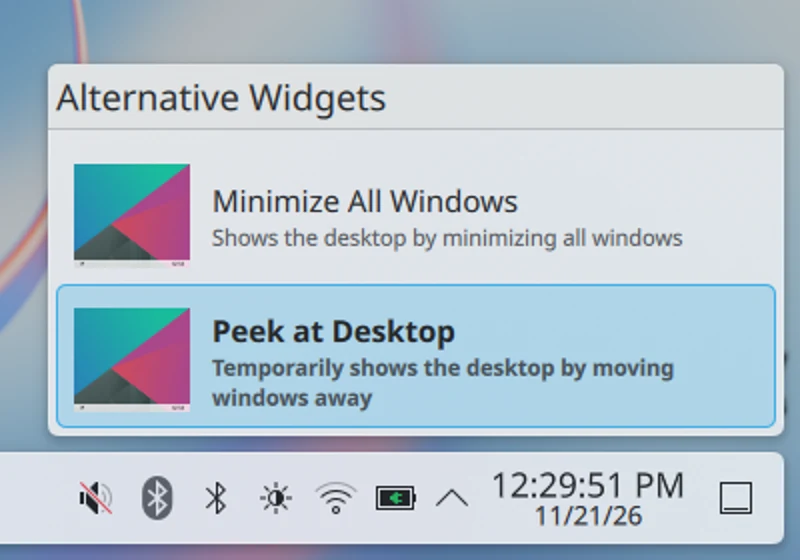 Alternative Widgets
Minimize All Windows
Shows the desktop by minimizing all windows
Peek at Desktop
Temporarily shows the desktop by moving
windows away
12:29:51 PM
11/21/26